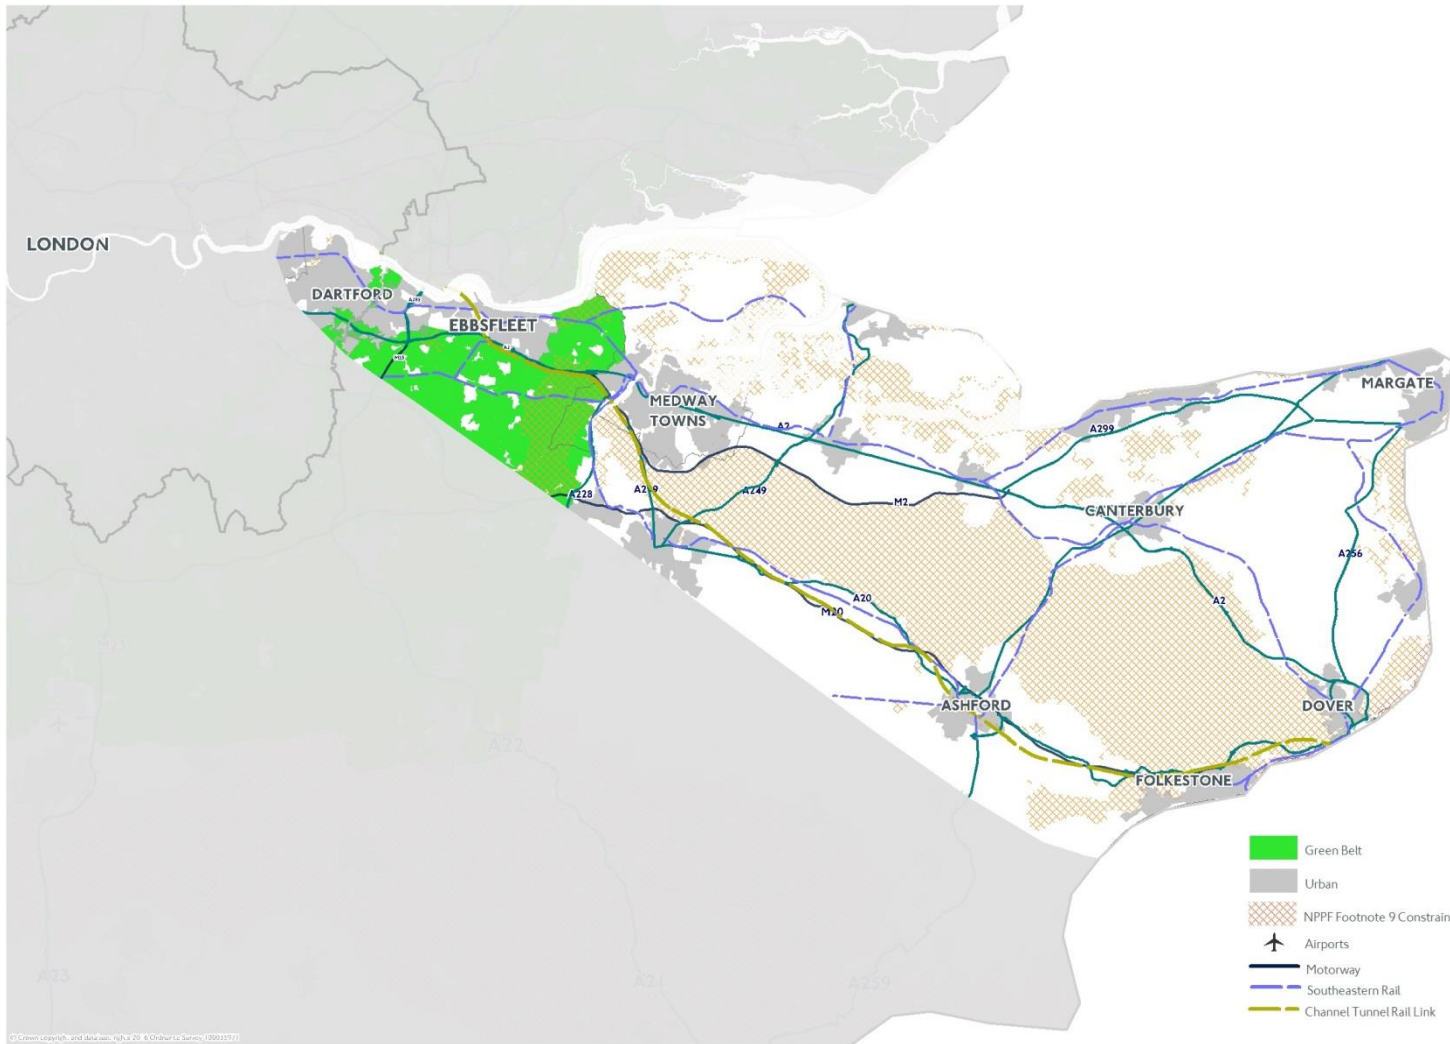 LONDON
DARTFORD
EBBSFLEET
A2
MEDWAY
TOWNS
MARGATE
A2
A299
A228
A249
M2
CANTERBURY
A256
A20
M20
A2
ASHFORD
DOVER
FOLKESTONE
A22
A23
A21
A259
Green Belt
Urban
NPPF Footnote 9 Constrain
Airports
Motorway
Southeastern Rail
Channel Tunnel Rail Link